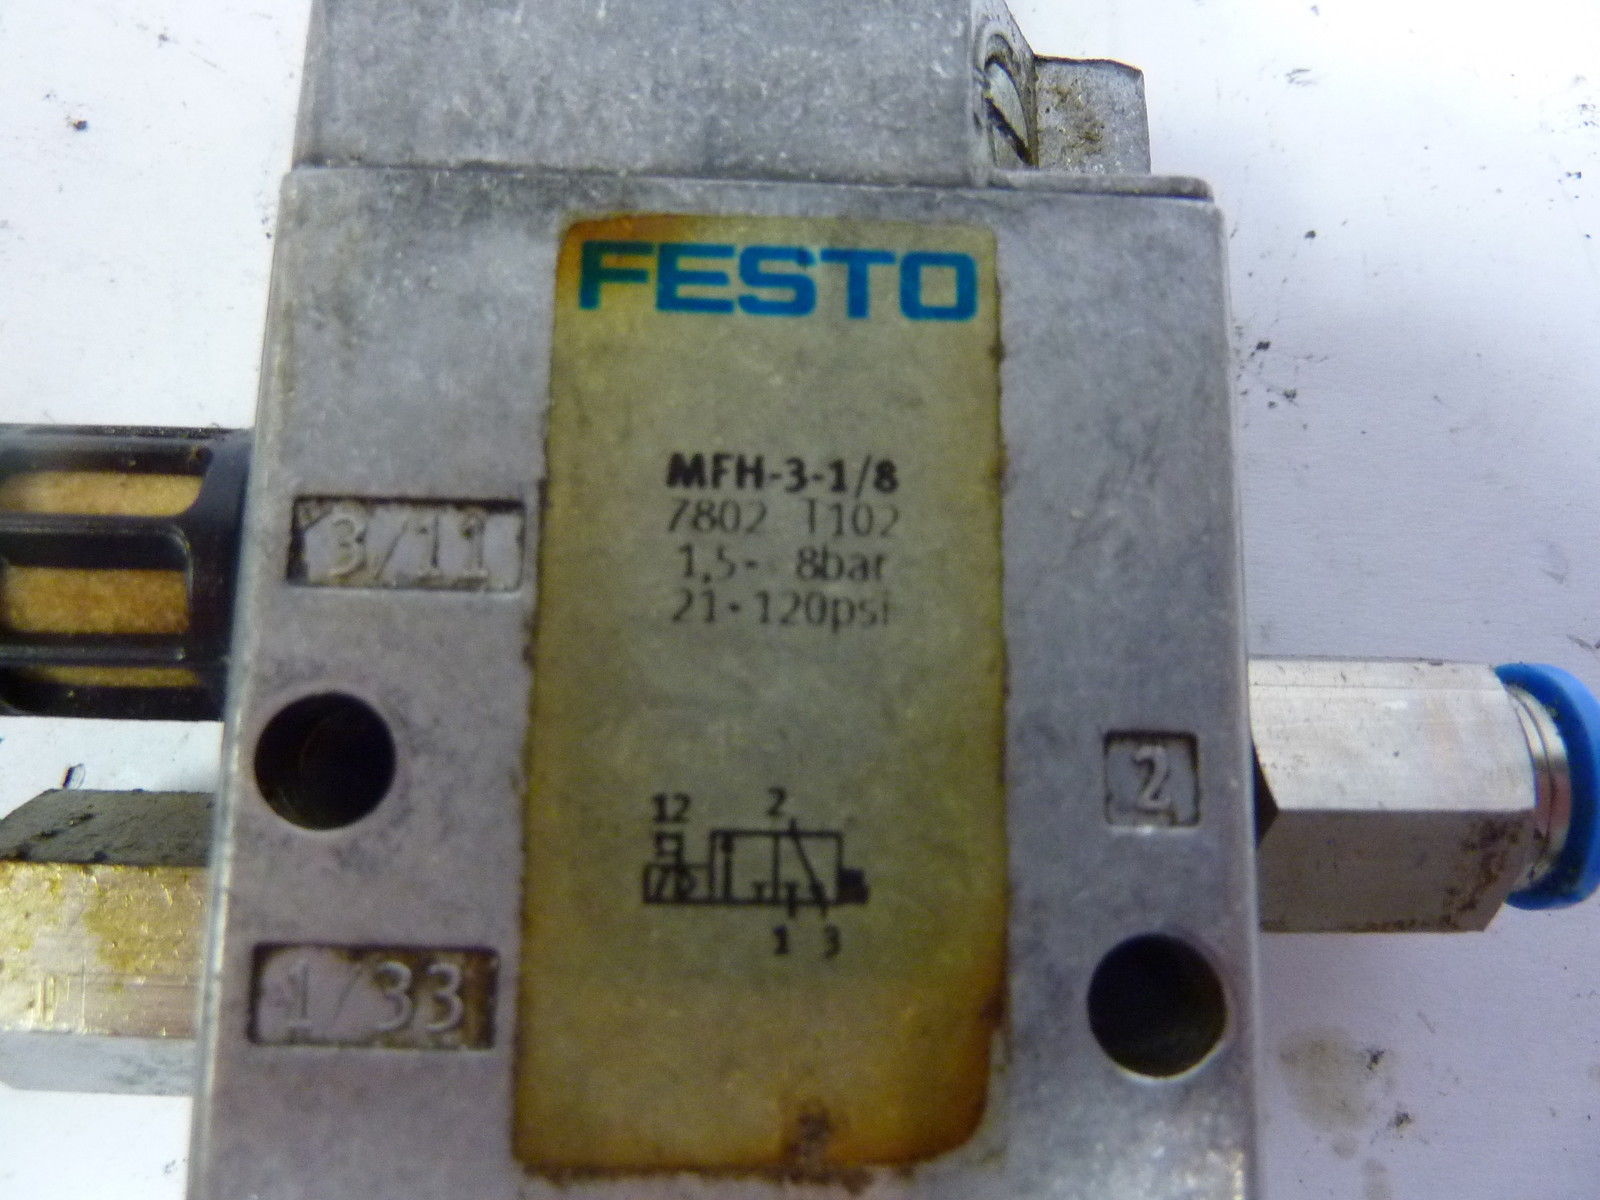 FESTO
MFH-3-1/8
7802 T102
1,5- 8bar
21-120psi
3/11
12 2
2
1 3
1/33